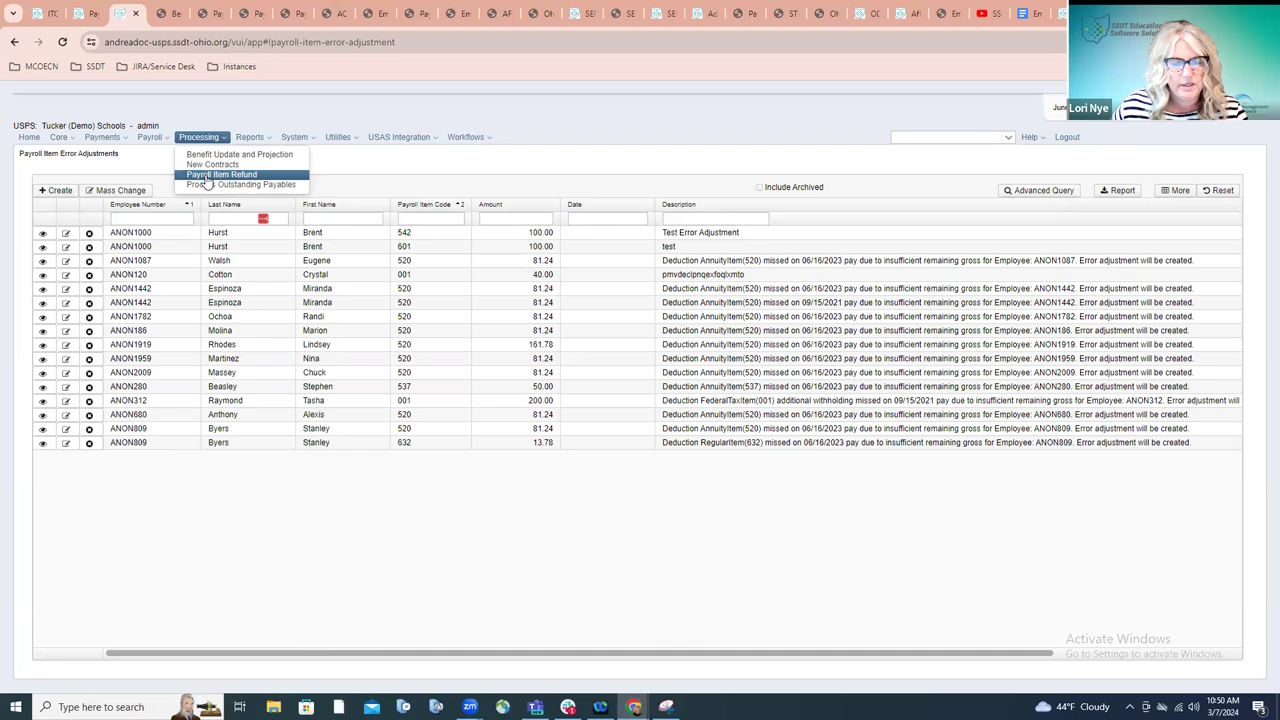 ITC
SE
Pa
Pa
Pa
SE
Pa
SE
Oh
Pa
Oh
Pa
SS
En
andreadoc-up.ssdt-ohio.org/vui/app#!payroll-item-error-adjustment
MCOECN SSDT JIRA/Service Desk Instances
SSDT Education
Software Solu
Lori Nye
June
USPS: Tucker (Demo) Schools - admin
Home Core Payments Payroll Processing Reports System Utilities USAS Integration Workflows Help Logout
Payroll Item Error Adjustments
Benefit Update and Projection
New Contracts
Payroll Item Refund
Outstanding Payables
Create Mass Change Include Archived Advanced Query Report More Reset
Employee Number 1 Last Name First Name Payroll Item Code 2 Amount Date Description
ANON1000 Hurst Brent 542 100.00 Test Error Adjustment
ANON1000 Hurst Brent 601 100.00 test
ANON1087 Walsh Eugene 520 81.24 Deduction AnnuityItem(520) missed on 06/16/2023 pay due to insufficient remaining gross for Employee: ANON1087. Error adjustment will be created.
ANON120 Cotton Crystal 001 40.00
ANON1442 Espinoza Miranda 520 81.24 Deduction AnnuityItem(520) missed on 06/16/2023 pay due to insufficient remaining gross for Employee: ANON1442. Error adjustment will be created.
ANON1442 Espinoza Miranda 520 81.24 Deduction AnnuityItem(520) missed on 09/15/2021 pay due to insufficient remaining gross for Employee: ANON1442. Error adjustment will be created.
ANON1782 Ochoa Randi 520 81.24 Deduction AnnuityItem(520) missed on 06/16/2023 pay due to insufficient remaining gross for Employee: ANON1782. Error adjustment will be created.
ANON186 Molina Marion 520 81.24 Deduction AnnuityItem(520) missed on 06/16/2023 pay due to insufficient remaining gross for Employee: ANON186. Error adjustment will be created.
ANON1919 Rhodes Lindsey 520 161.78 Deduction AnnuityItem(520) missed on 06/16/2023 pay due to insufficient remaining gross for Employee: ANON1919. Error adjustment will be created.
ANON1959 Martinez Nina 520 81.24 Deduction AnnuityItem(520) missed on 06/16/2023 pay due to insufficient remaining gross for Employee: ANON1959. Error adjustment will be created.
ANON2009 Massey Chuck 520 81.24 Deduction AnnuityItem(520) missed on 06/16/2023 pay due to insufficient remaining gross for Employee: ANON2009. Error adjustment will be created.
ANON280 Beasley Stephen 537 50.00 Deduction AnnuityItem(537) missed on 06/16/2023 pay due to insufficient remaining gross for Employee: ANON280. Error adjustment will be created.
ANON312 Raymond Tasha 001 200.00 Deduction FederalTaxItem(001) additional withholding missed on 09/15/2021 pay due to insufficient remaining gross for Employee: ANON312. Error adjustment will
ANON680 Anthony Alexis 520 81.24 Deduction AnnuityItem(520) missed on 06/16/2023 pay due to insufficient remaining gross for Employee: ANON680. Error adjustment will be created.
ANON809 Byers Stanley 520 81.24 Deduction AnnuityItem(520) missed on 06/16/2023 pay due to insufficient remaining gross for Employee: ANON809. Error adjustment will be created.
ANON809 Byers Stanley 632 13.78 Deduction RegularItem(632) missed on 06/16/2023 pay due to insufficient remaining gross for Employee: ANON809. Error adjustment will be created.
Activate Windows
Go to Settings to activate Windows.
Type here to search
44°F Cloudy
10:50 AM
3/7/2024
3